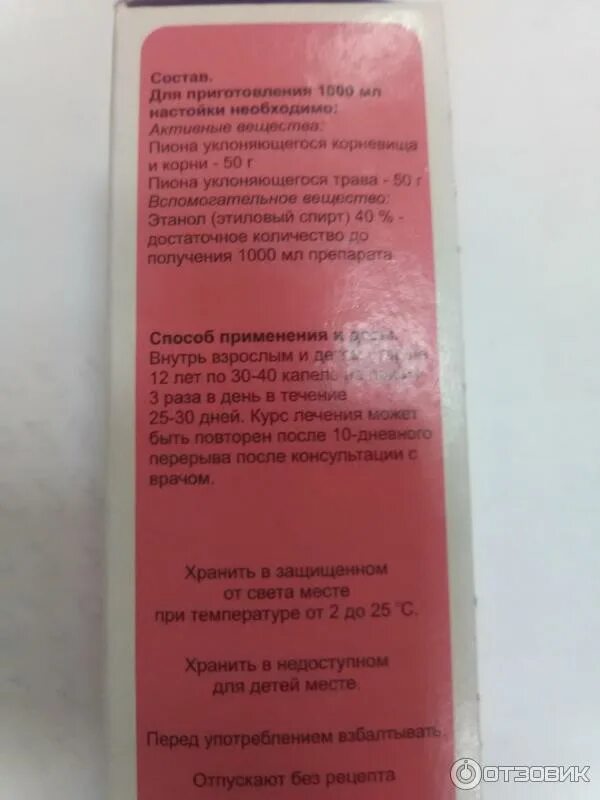 Состав.
Для приготовления 1000 мл
настойки необходимо:
Активные вещества:
Пиона уклоняющегося корневища
и корни - 50 г
Пиона уклоняющегося трава - 50 г
Вспомогательное вещество:
Этанол (этиловый спирт) 40 % -
достаточное количество до
получения 1000 мл препарата
Способ применения и дозы.
Внутрь взрослым и детям
12 лет по 30-40 капель
3 раза в день в течение
25-30 дней. Курс лечения может
быть повторен после 10-дневного
перерыва после консультации с
врачом.
Хранить в защищенном
от света месте
при температуре от 2 до 25 °С.
Хранить в недоступном
для детей месте.
Перед употреблением взбалтывать.
Отпускают без рецепта
ОТЗОВИК